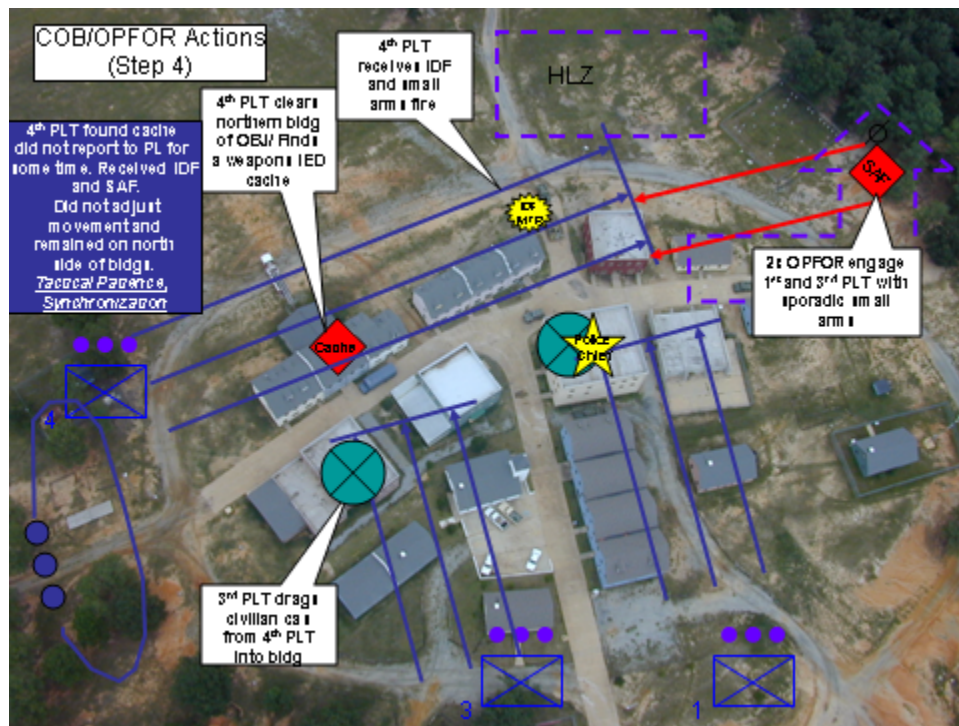 COB/OPFOR Actions
(Step 4)
4th PLT
receives IDF
and small
arms fire
HLZ
4th PLT clears
northern bldg
of OBJ/ Finds
a weapons IED
cache
4th PLT found cache
did not report to PL for
some time. Received IDF
and SAF.
Did not adjust
movement and
remained on north
side of bldgs.
Tactical Patience,
Synchronization
SAF
IDF
2x OPFOR engage
1st and 3rd PLT with
sporadic small
arms
Cache
Police
Chief
4
3rd PLT drags
civilian cas
from 4th PLT
into bldg
3
1